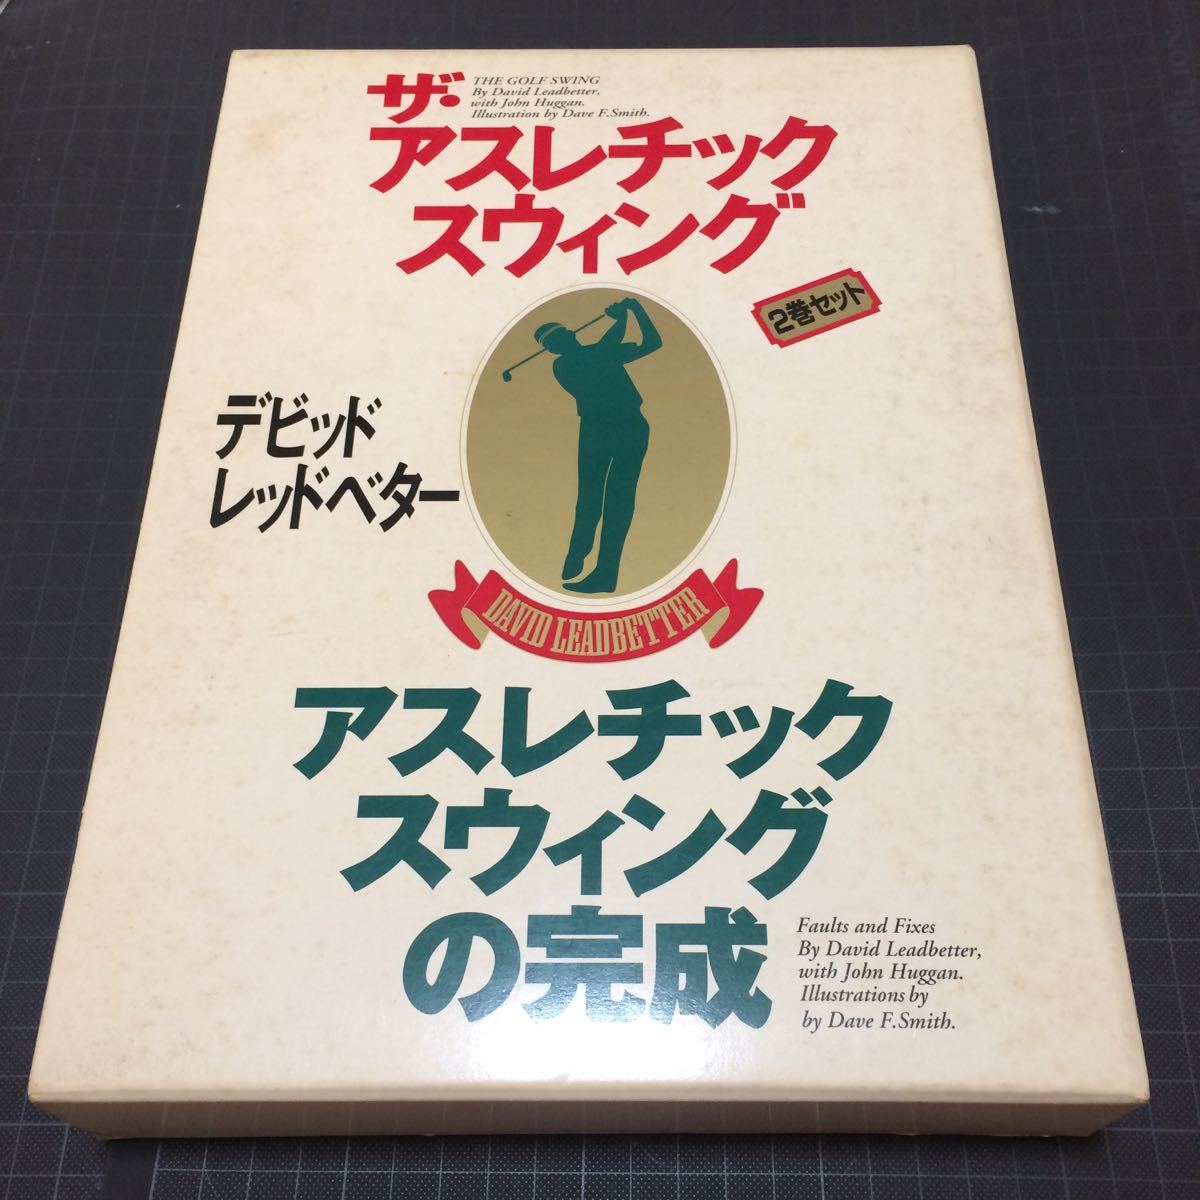 ザ・
THE GOLF SWING
By David Leadbetter,
with John Huggan.
Illustration by Dave F.Smith.
アスレチック
スウィング
2巻セット
デビッド
レッドベター
DAVID LEADBETTER
アスレチック
スウィング
の完成
Faults and Fixes
By David Leadbetter,
with John Huggan.
Illustrations by
by Dave F.Smith.